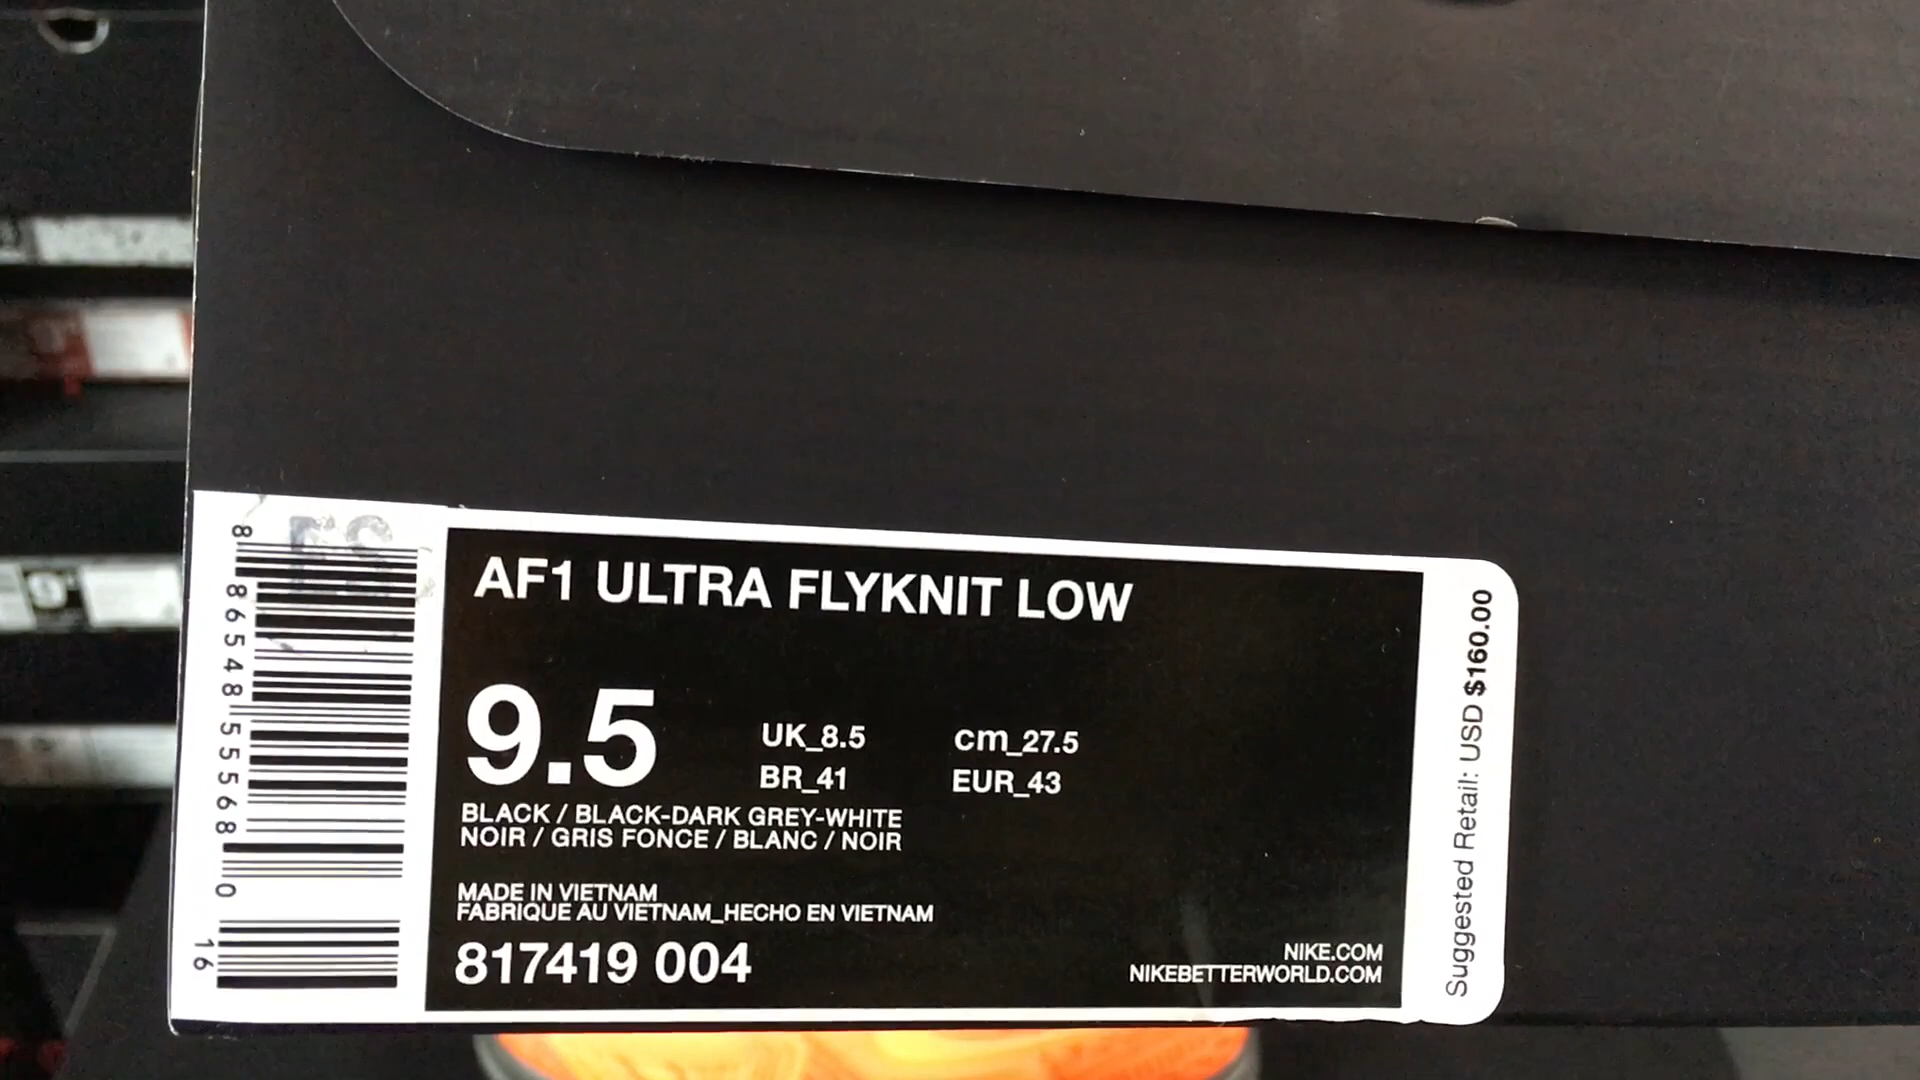 AF1 ULTRA FLYKNIT LOW
9.5
UK_8.5 cm_27.5
BR_41 EUR_43
BLACK / BLACK-DARK GREY-WHITE
NOIR / GRIS FONCE / BLANC / NOIR
MADE IN VIETNAM
FABRIQUE AU VIETNAM_HECHO EN VIETNAM
817419 004
NIKE.COM
NIKEBETTERWORLD.COM
Suggested Retail: USD $160.00
8 86548 55568 0
16